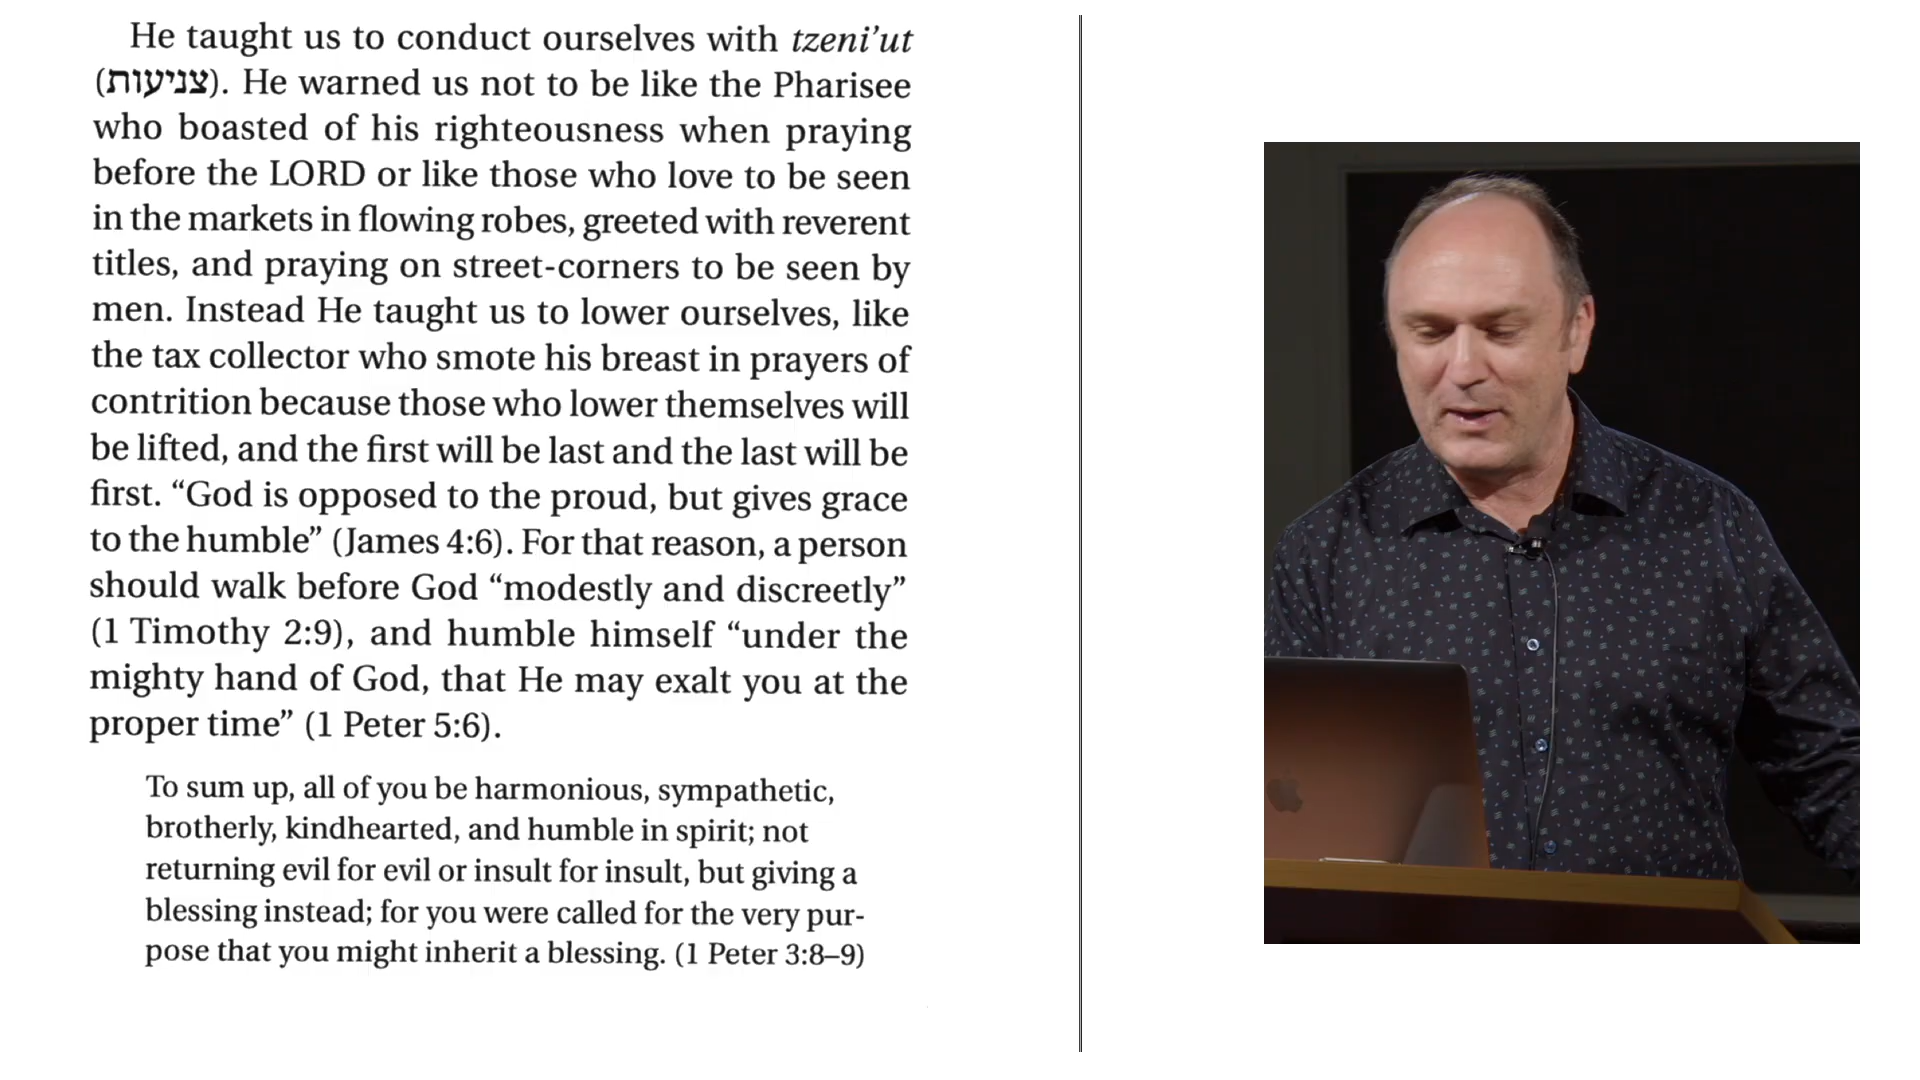 He taught us to conduct ourselves with tzeni’ut
(צניעות). He warned us not to be like the Pharisee
who boasted of his righteousness when praying
before the LORD or like those who love to be seen
in the markets in flowing robes, greeted with reverent
titles, and praying on street-corners to be seen by
men. Instead He taught us to lower ourselves, like
the tax collector who smote his breast in prayers of
contrition because those who lower themselves will
be lifted, and the first will be last and the last will be
first. “God is opposed to the proud, but gives grace
to the humble” (James 4:6). For that reason, a person
should walk before God “modestly and discreetly”
(1 Timothy 2:9), and humble himself “under the
mighty hand of God, that He may exalt you at the
proper time” (1 Peter 5:6).
To sum up, all of you be harmonious, sympathetic,
brotherly, kindhearted, and humble in spirit; not
returning evil for evil or insult for insult, but giving a
blessing instead; for you were called for the very pur-
pose that you might inherit a blessing. (1 Peter 3:8–9)